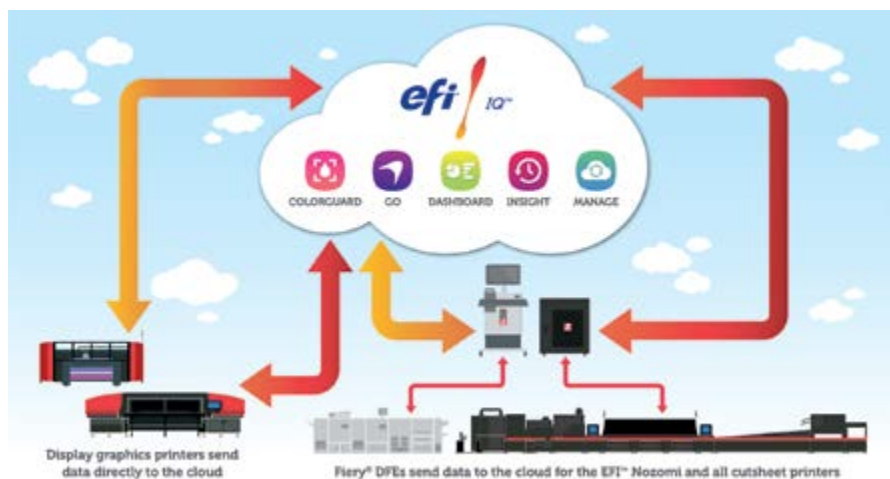 efi IQ™
COLORGUARD GO DASHBOARD INSIGHT MANAGE
Display graphics printers send
data directly to the cloud
Fiery® DFEs send data to the cloud for the EFI™ Nozomi and all cutsheet printers